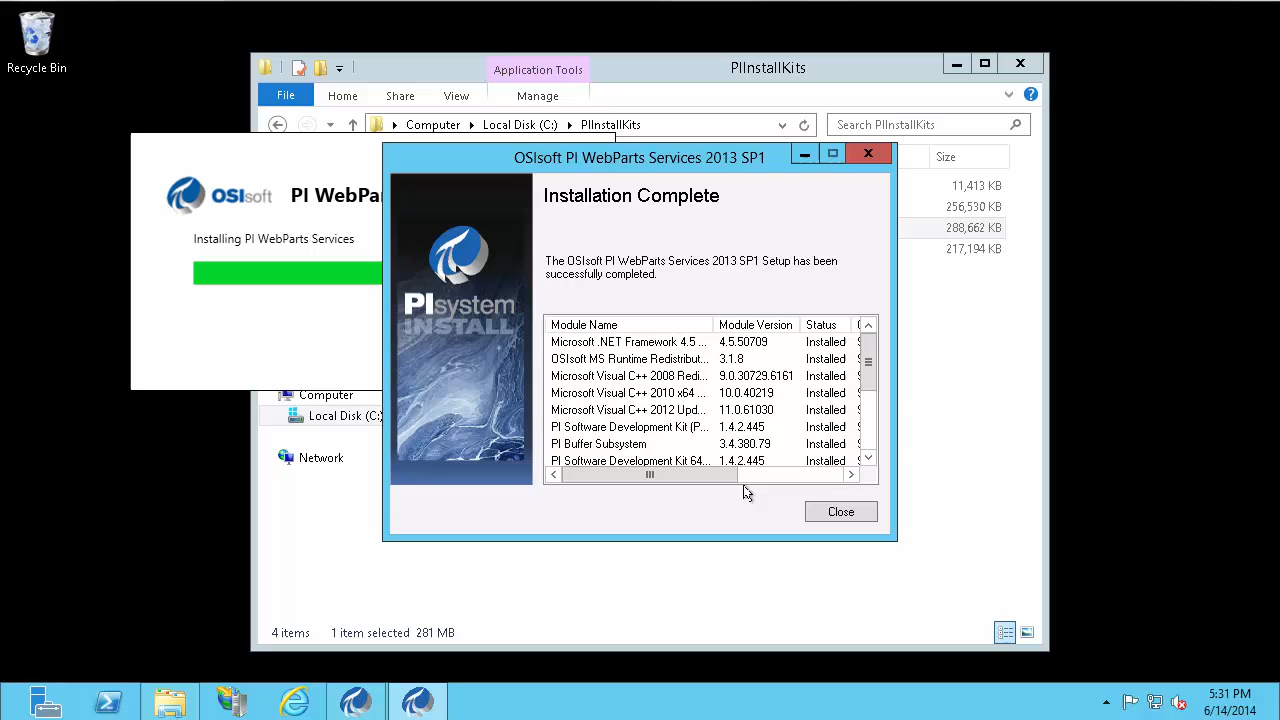 Recycle Bin
Application Tools
PIInstallKits
File
Home
Share
View
Manage
Computer
Local Disk (C:)
PIInstallKits
Search PIInstallKits
Size
11,413 KB
256,530 KB
288,662 KB
217,194 KB
OSIsoft
PI WebPa
Installing PI WebParts Services
OSIsoft PI WebParts Services 2013 SP1
Installation Complete
The OSIsoft PI WebParts Services 2013 SP1 Setup has been
successfully completed.
PIsystem
INSTALL
Module Name Module Version Status
Microsoft .NET Framework 4.5 ... 4.5.50709 Installed
OSIsoft MS Runtime Redistribut... 3.1.8 Installed
Microsoft Visual C++ 2008 Redi... 9.0.30729.6161 Installed
Microsoft Visual C++ 2010 x64 ... 10.0.40219 Installed
Microsoft Visual C++ 2012 Upd... 11.0.61030 Installed
PI Software Development Kit (P... 1.4.2.445 Installed
PI Buffer Subsystem 3.4.380.79 Installed
PI Software Development Kit 64... 1.4.2.445 Installed
Close
Computer
Local Disk (C:
Network
4 items 1 item selected 281 MB
5:31 PM
6/14/2014